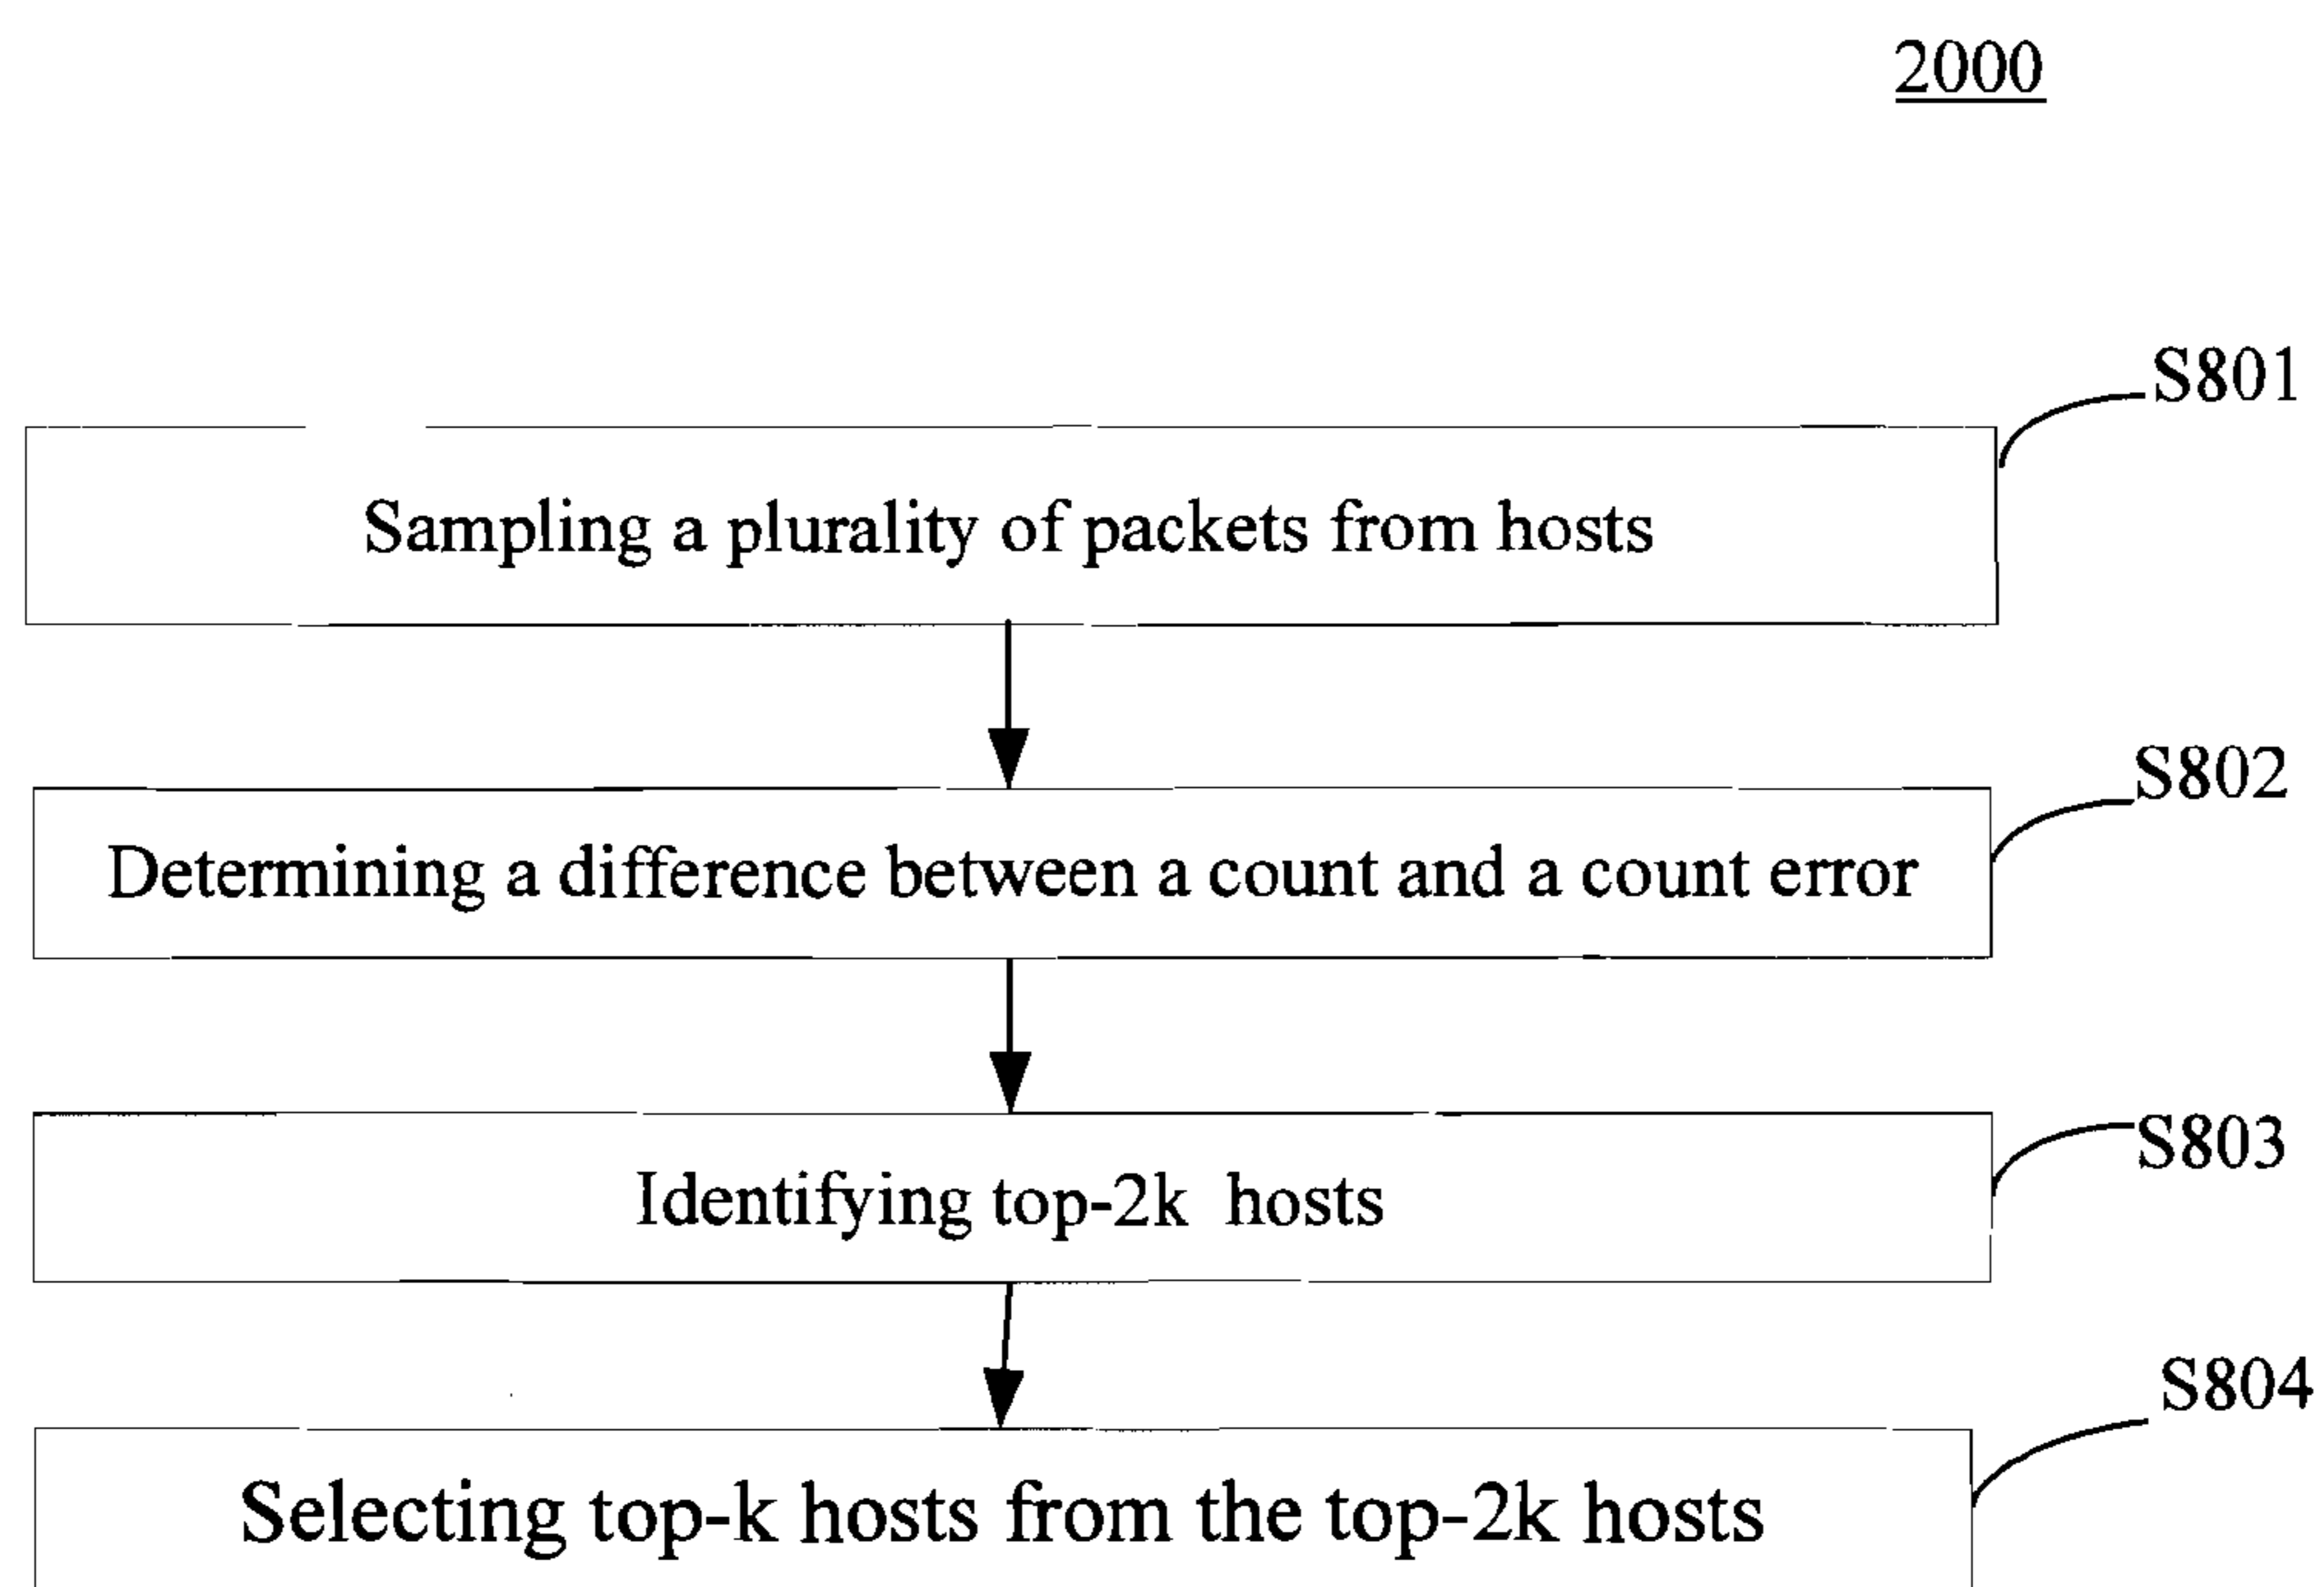 2000
S801
Sampling a plurality of packets from hosts
S802
Determining a difference between a count and a count error
S803
Identifying top-2k hosts
S804
Selecting top-k hosts from the top-2k hosts